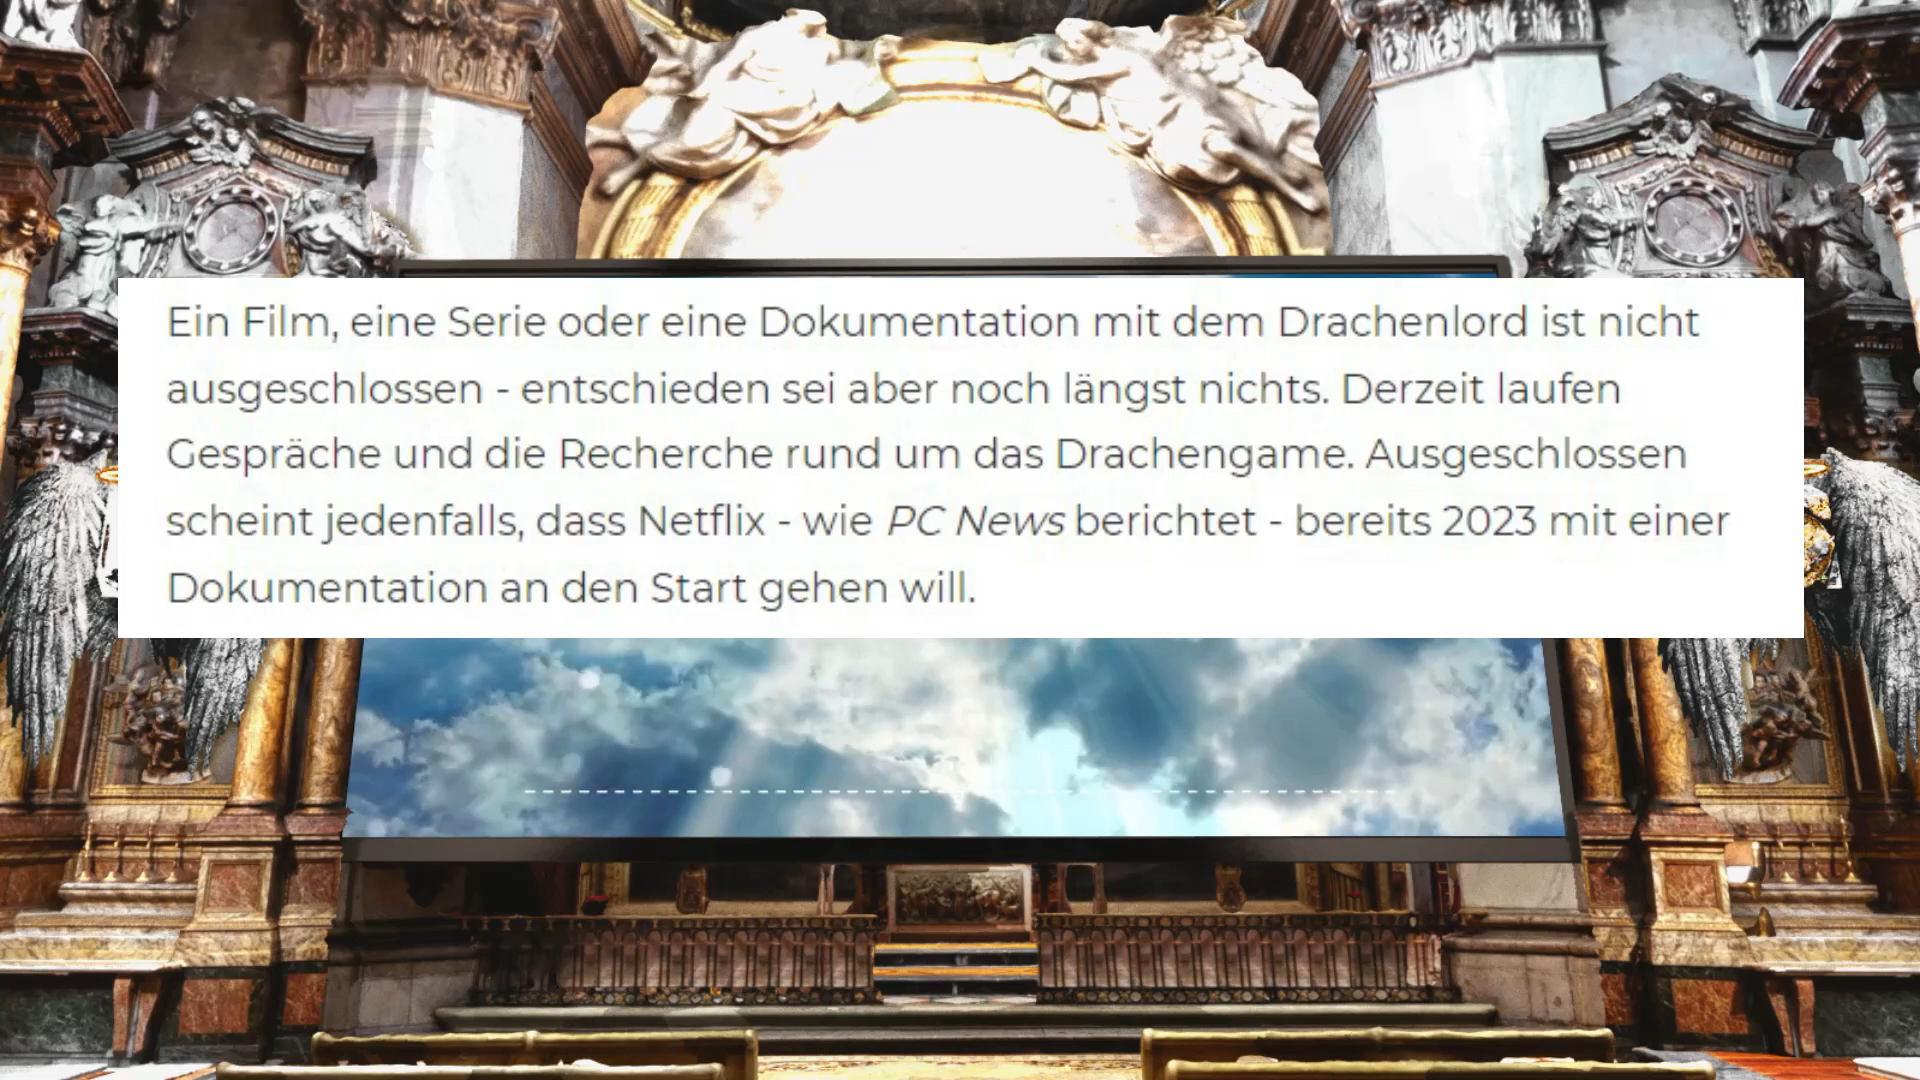 Ein Film, eine Serie oder eine Dokumentation mit dem Drachenlord ist nicht
ausgeschlossen - entschieden sei aber noch längst nichts. Derzeit laufen
Gespräche und die Recherche rund um das Drachengame. Ausgeschlossen
scheint jedenfalls, dass Netflix - wie PC News berichtet - bereits 2023 mit einer
Dokumentation an den Start gehen will.